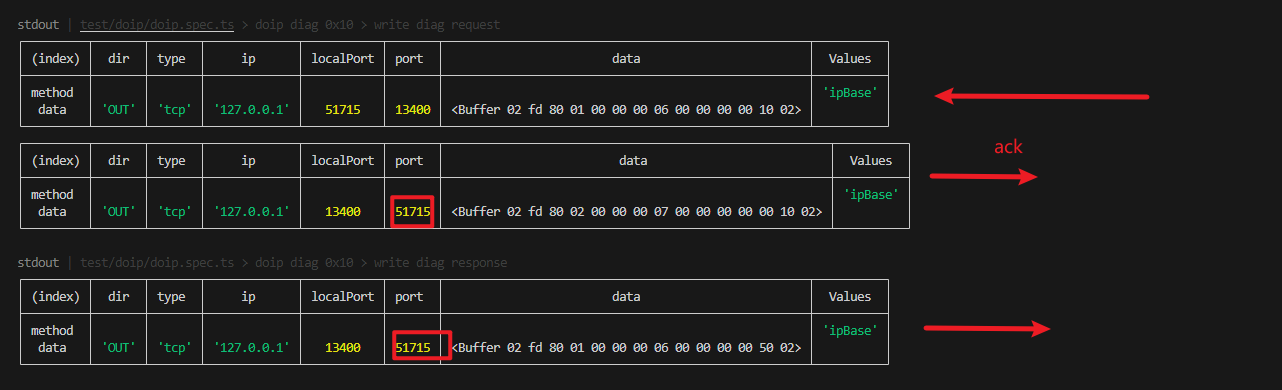 stdout | test/doip/doip.spec.ts > doip diag 0x10 > write diag request
(index) dir type ip localPort port data Values
method 'ipBase'
data 'OUT' 'tcp' '127.0.0.1' 51715 13400 <Buffer 02 fd 80 01 00 00 00 06 00 00 00 00 10 02>
(index) dir type ip localPort port data Values
ack
method 'ipBase'
data 'OUT' 'tcp' '127.0.0.1' 13400 51715 <Buffer 02 fd 80 02 00 00 00 07 00 00 00 00 00 10 02>
stdout | test/doip/doip.spec.ts > doip diag 0x10 > write diag response
(index) dir type ip localPort port data Values
method 'ipBase'
data 'OUT' 'tcp' '127.0.0.1' 13400 51715 <Buffer 02 fd 80 01 00 00 00 06 00 00 00 00 50 02>